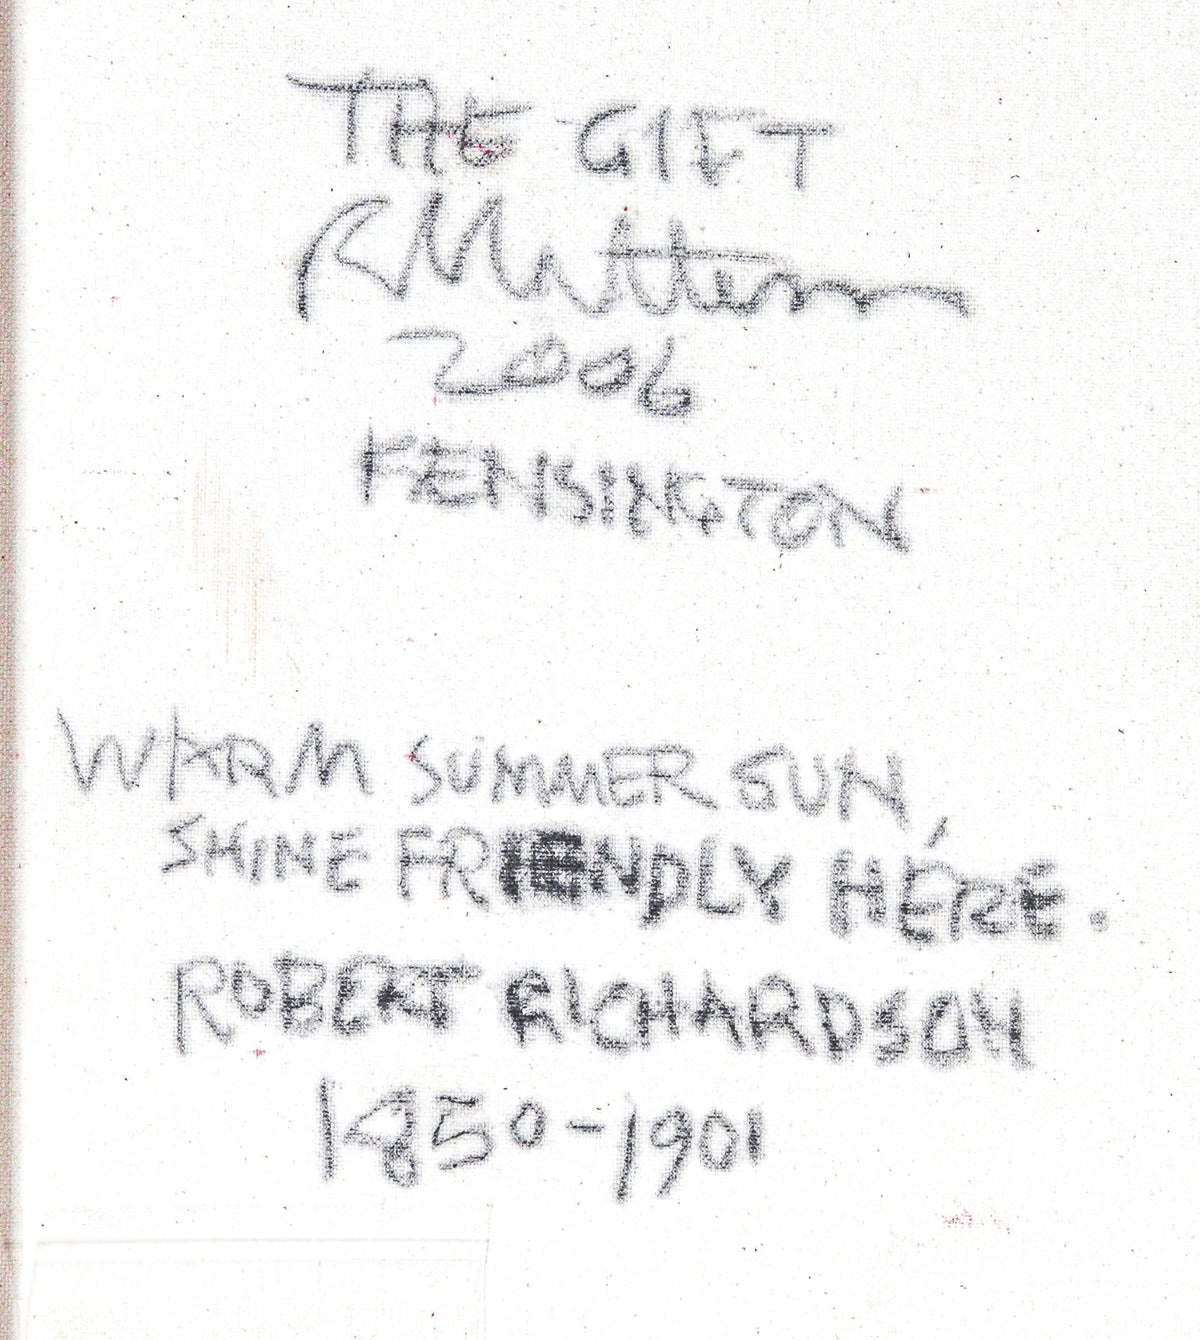 THE GIFT
2006
KENSINGTON
WARM SUMMER SUN,
SHINE FRIENDLY HERE.
ROBERT RICHARDSON
1850-1901